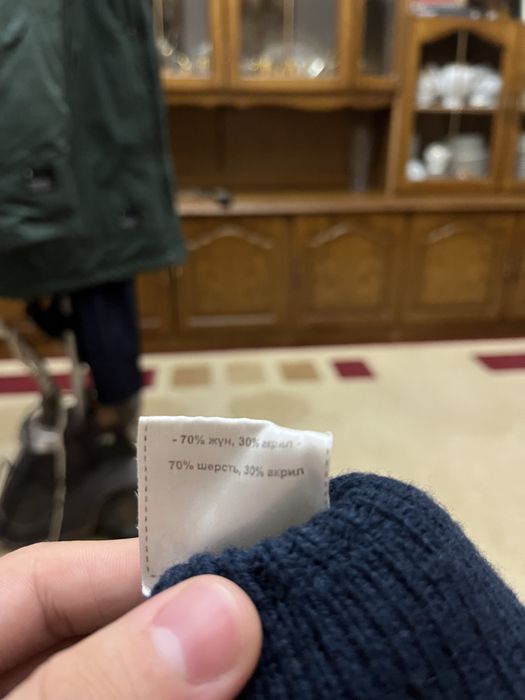 - 70% жүн, 30% акрил -
70% шерсть, 30% акрил